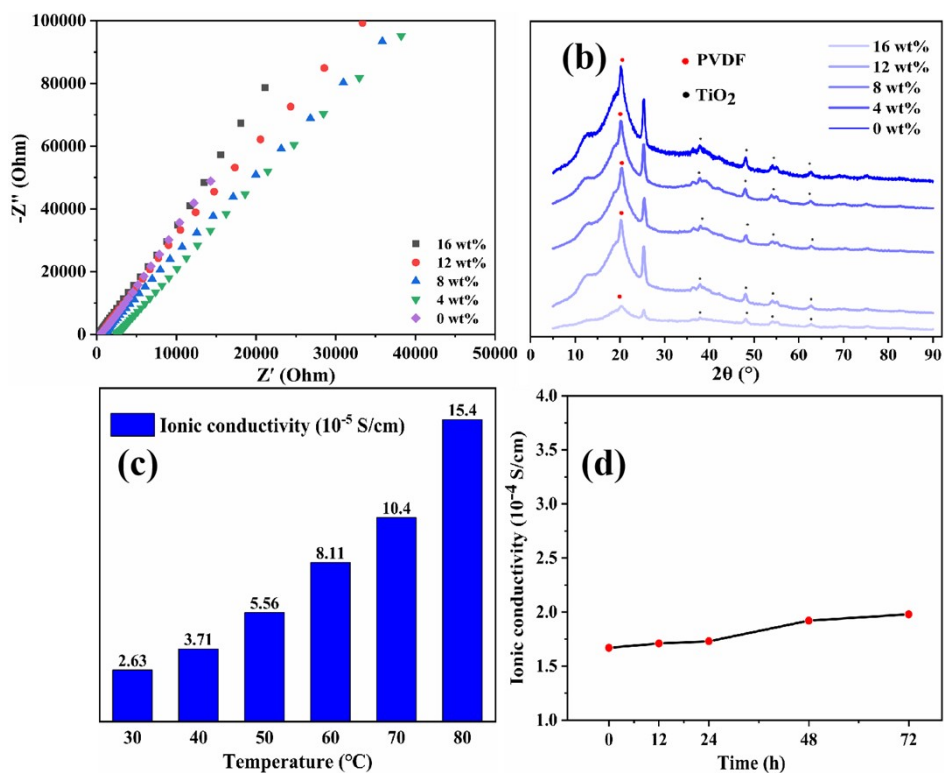 100000
80000
60000
40000
20000
0
-Z" (Ohm)
16 wt%
12 wt%
8 wt%
4 wt%
0 wt%
0 10000 20000 30000 40000 50000
Z' (Ohm)
(b)
PVDF
TiO2
16 wt%
12 wt%
8 wt%
4 wt%
0 wt%
0 10 20 30 40 50 60 70 80 90
2θ (°)
Ionic conductivity (10-5 S/cm)
(c)
2.63
3.71
5.56
8.11
10.4
15.4
30 40 50 60 70 80
Temperature (℃)
(d)
4.0
3.5
3.0
2.5
2.0
1.5
1.0
Ionic conductivity (10-4 S/cm)
0 12 24 48 72
Time (h)